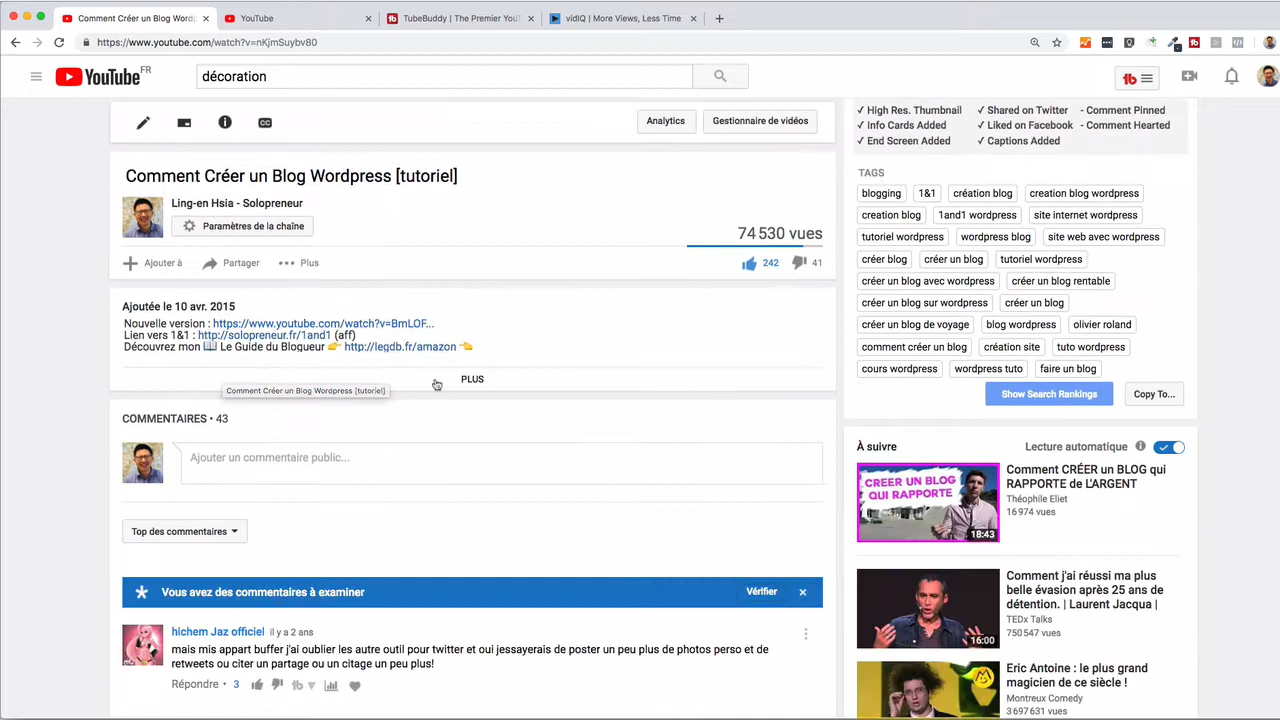 Comment Créer un Blog Wordp
YouTube
TubeBuddy | The Premier You
vidIQ | More Views, Less Time
https://www.youtube.com/watch?v=nKjmSuybv80
YouTube FR
décoration
Analytics
Gestionnaire de vidéos
Comment Créer un Blog Wordpress [tutoriel]
Ling-en Hsia - Solopreneur
Paramètres de la chaîne
74 530 vues
Ajouter à
Partager
Plus
242
41
Ajoutée le 10 avr. 2015
Nouvelle version : https://www.youtube.com/watch?v=BmLOF...
Lien vers 1&1 : http://solopreneur.fr/1and1 (aff)
Découvrez mon 📖 Le Guide du Blogueur 👉 http://legdb.fr/amazon 👈
PLUS
Comment Créer un Blog Wordpress [tutoriel]
COMMENTAIRES • 43
Ajouter un commentaire public...
Top des commentaires
Vous avez des commentaires à examiner
Vérifier
hichem Jaz officiel il y a 2 ans
mais mis appart buffer j'ai oublier les autre outil pour twitter et oui jessayerais de poster un peu plus de photos perso et de
retweets ou citer un partage ou un citage un peu plus!
Répondre • 3
✓ High Res. Thumbnail ✓ Shared on Twitter - Comment Pinned
✓ Info Cards Added ✓ Liked on Facebook - Comment Hearted
✓ End Screen Added ✓ Captions Added
TAGS
blogging 1&1 création blog creation blog wordpress
creation blog 1and1 wordpress site internet wordpress
tutoriel wordpress wordpress blog site web avec wordpress
créer blog créer un blog tutoriel wordpress
créer un blog avec wordpress créer un blog rentable
créer un blog sur wordpress créer un blog
créer un blog de voyage blog wordpress olivier roland
comment créer un blog création site tuto wordpress
cours wordpress wordpress tuto faire un blog
Show Search Rankings
Copy To...
À suivre
Lecture automatique
CREER UN BLOG
QUI RAPPORTE
18:43
Comment CRÉER un BLOG qui
RAPPORTE de L'ARGENT
Théophile Eliet
16 974 vues
16:00
Comment j'ai réussi ma plus
belle évasion après 25 ans de
détention. | Laurent Jacqua |
TEDx Talks
750 547 vues
Eric Antoine : le plus grand
magicien de ce siècle !
Montreux Comedy
3 697 631 vues